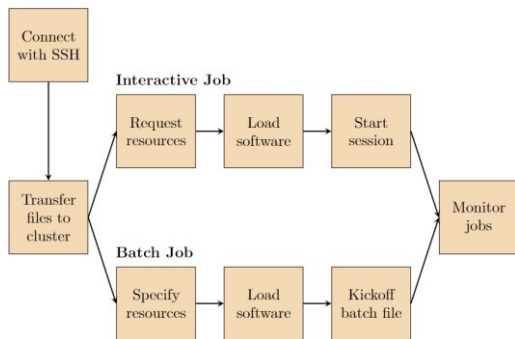 Connect
with SSH
Interactive Job
Request
resources
Load
software
Start
session
Transfer
files to
cluster
Monitor
jobs
Batch Job
Specify
resources
Load
software
Kickoff
batch file